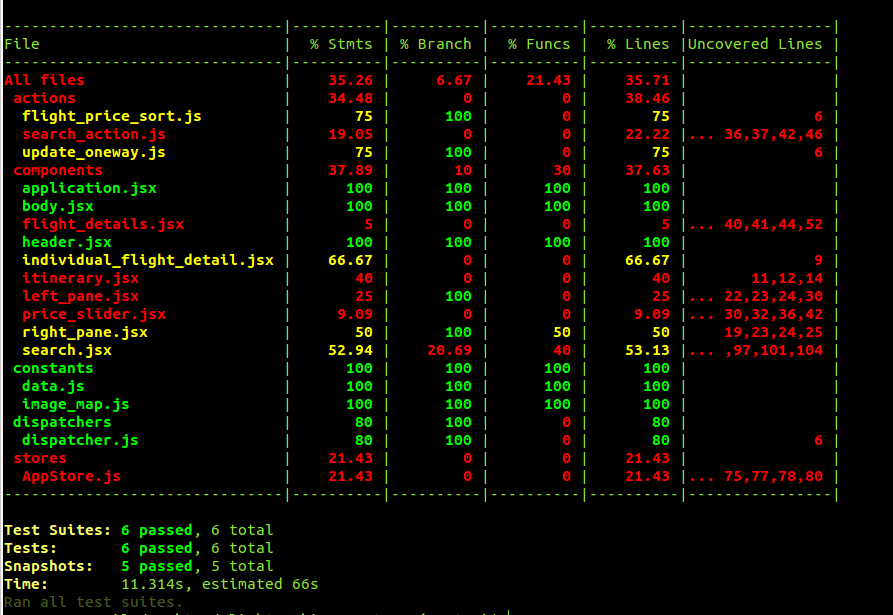 -------------------------------|----------|----------|----------|----------|----------------|
File                           |  % Stmts | % Branch |  % Funcs |  % Lines |Uncovered Lines |
-------------------------------|----------|----------|----------|----------|----------------|
All files                      |    35.26 |     6.67 |    21.43 |    35.71 |                |
 actions                       |    34.48 |        0 |        0 |    38.46 |                |
  flight_price_sort.js         |       75 |      100 |        0 |       75 |              6 |
  search_action.js             |    19.05 |        0 |        0 |    22.22 |... 36,37,42,46 |
  update_oneway.js             |       75 |      100 |        0 |       75 |              6 |
 components                    |    37.89 |       10 |       30 |    37.63 |                |
  application.jsx              |      100 |      100 |      100 |      100 |                |
  body.jsx                     |      100 |      100 |      100 |      100 |                |
  flight_details.jsx           |        5 |        0 |        0 |        5 |... 40,41,44,52 |
  header.jsx                   |      100 |      100 |      100 |      100 |                |
  individual_flight_detail.jsx |    66.67 |        0 |        0 |    66.67 |              9 |
  itinerary.jsx                |       40 |        0 |        0 |       40 |       11,12,14 |
  left_pane.jsx                |       25 |      100 |        0 |       25 |... 22,23,24,30 |
  price_slider.jsx             |     9.09 |        0 |        0 |     9.09 |... 30,32,36,42 |
  right_pane.jsx               |       50 |      100 |       50 |       50 |    19,23,24,25 |
  search.jsx                   |    52.94 |    20.69 |       40 |    53.13 |... ,97,101,104 |
 constants                     |      100 |      100 |      100 |      100 |                |
  data.js                      |      100 |      100 |      100 |      100 |                |
  image_map.js                 |      100 |      100 |      100 |      100 |                |
 dispatchers                   |       80 |      100 |        0 |       80 |                |
  dispatcher.js                |       80 |      100 |        0 |       80 |              6 |
 stores                        |    21.43 |        0 |        0 |    21.43 |                |
  AppStore.js                  |    21.43 |        0 |        0 |    21.43 |... 75,77,78,80 |
-------------------------------|----------|----------|----------|----------|----------------|
Test Suites: 6 passed, 6 total
Tests:       6 passed, 6 total
Snapshots:   5 passed, 5 total
Time:        11.314s, estimated 66s
Ran all test suites.